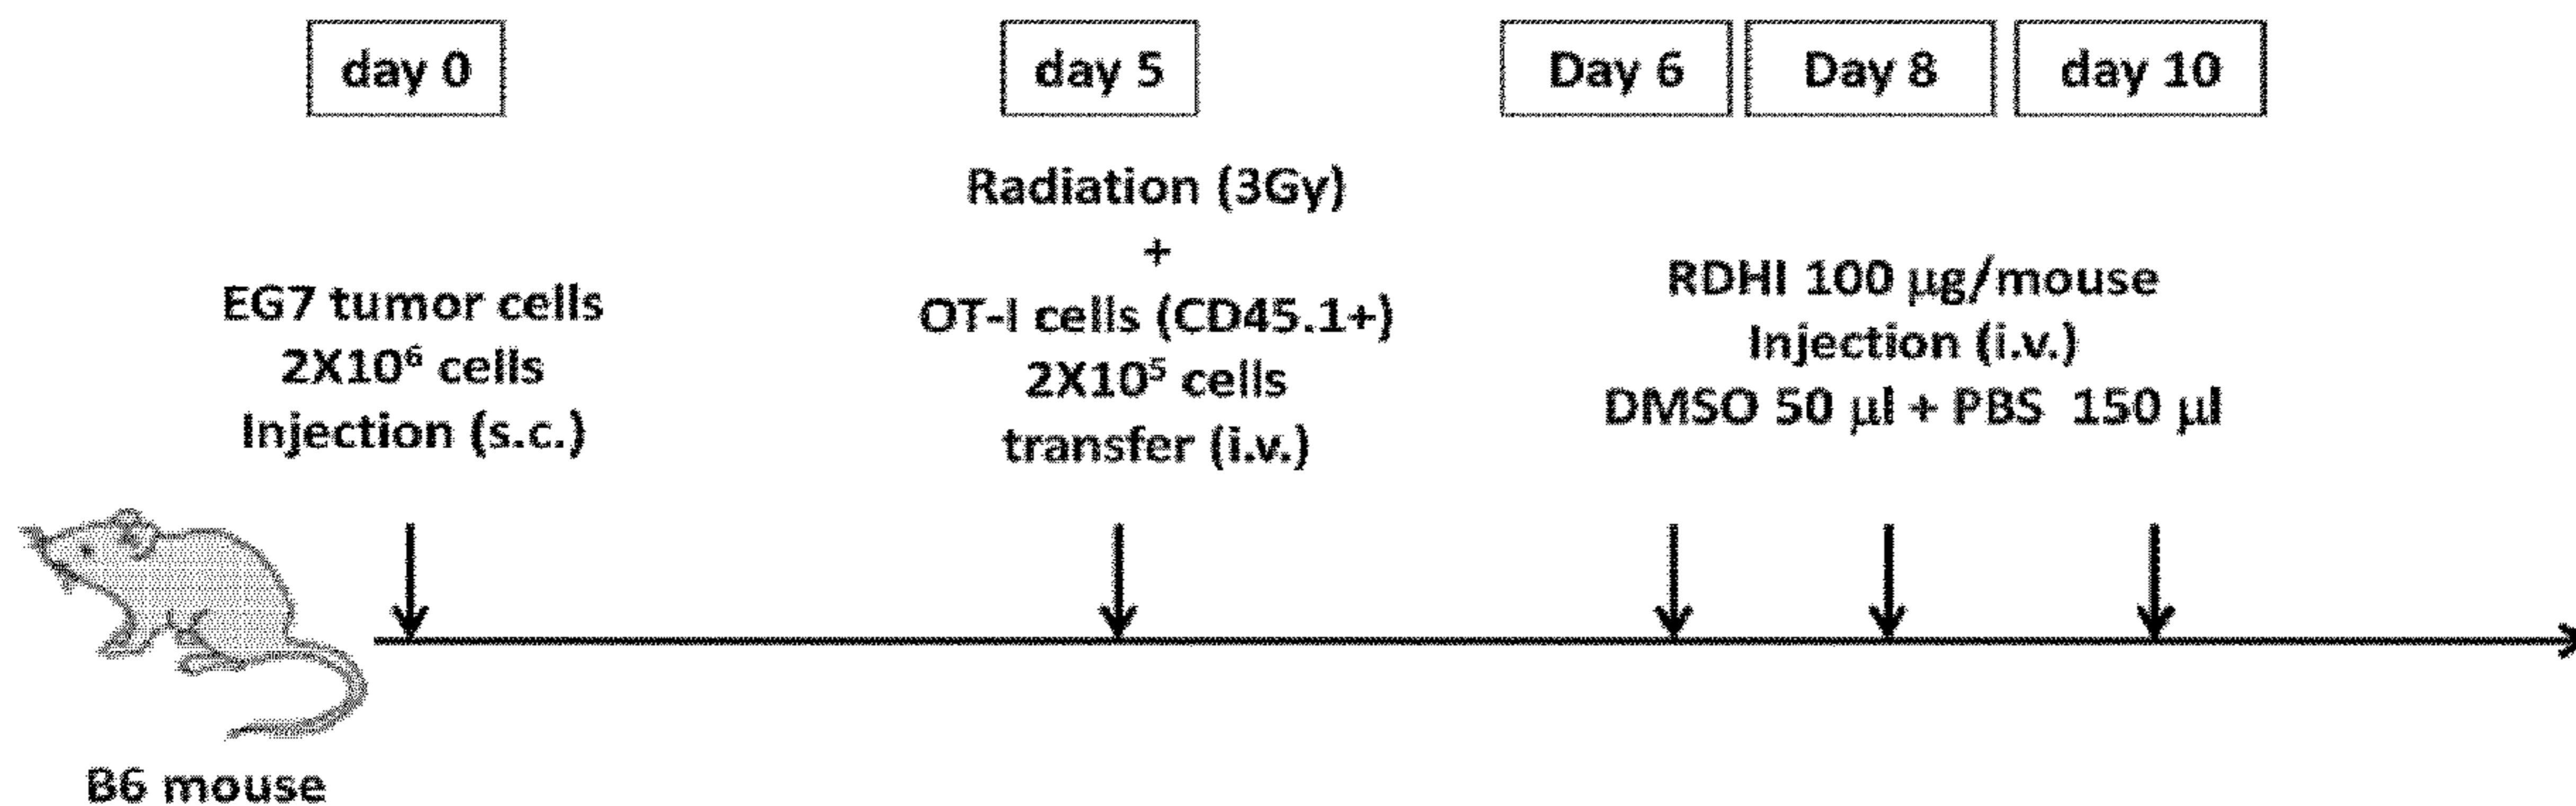 day 0
day 5
Day 6
Day 8
day 10
EG7 tumor cells
2X10⁶ cells
Injection (s.c.)
Radiation (3Gy)
+
OT-I cells (CD45.1+)
2X10⁵ cells
transfer (i.v.)
RDHI 100 μg/mouse
Injection (i.v.)
DMSO 50 μl + PBS 150 μl
B6 mouse